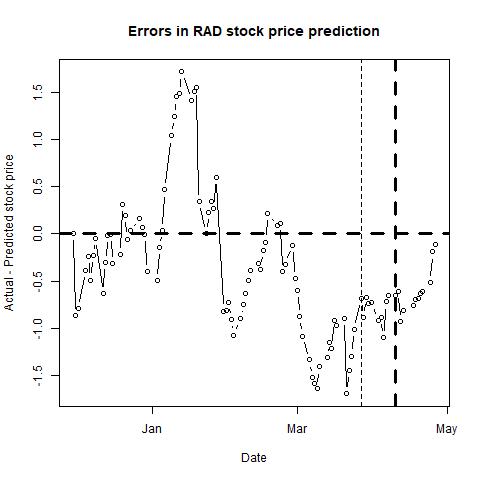 Errors in RAD stock price prediction
Actual - Predicted stock price
1.5
1.0
0.5
0.0
-0.5
-1.0
-1.5
Jan
Mar
May
Date